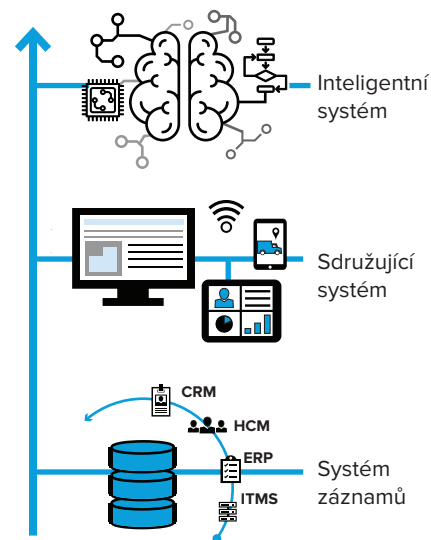 Inteligentní
systém
Sdružující
systém
CRM
HCM
ERP
ITMS
Systém
záznamů